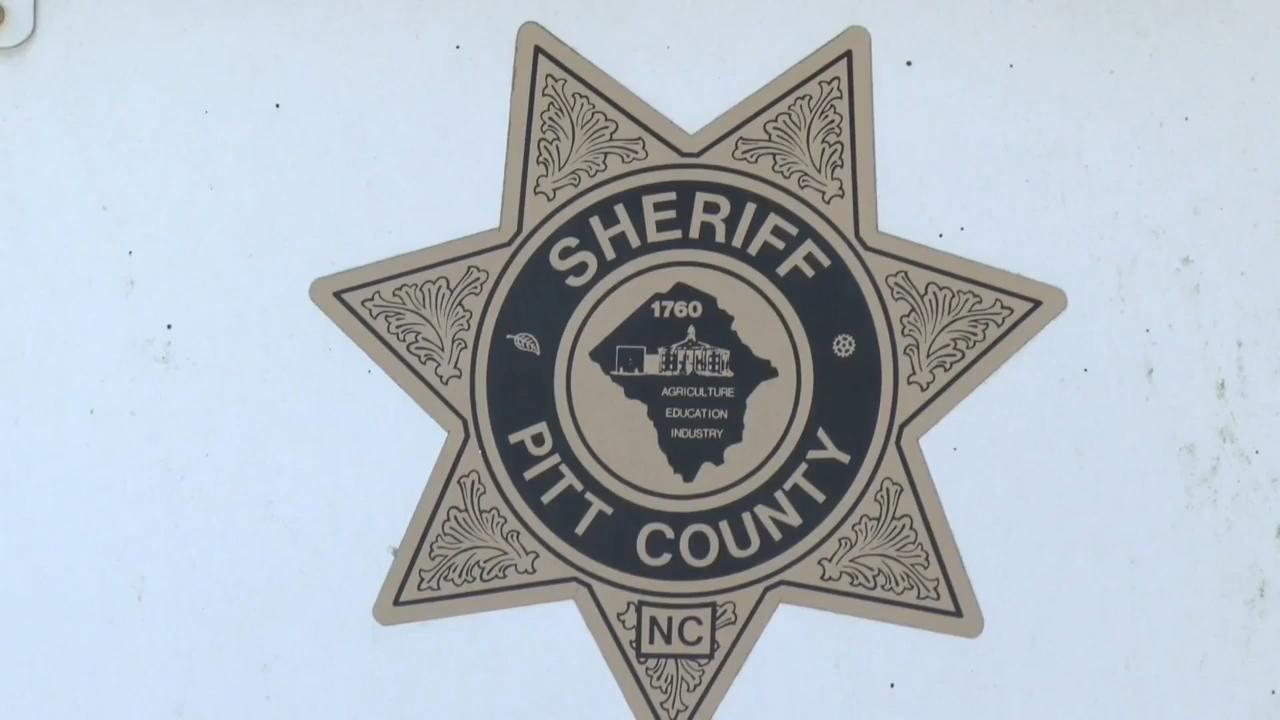 SHERIFF
1760
AGRICULTURE
EDUCATION
INDUSTRY
PITT COUNTY
NC